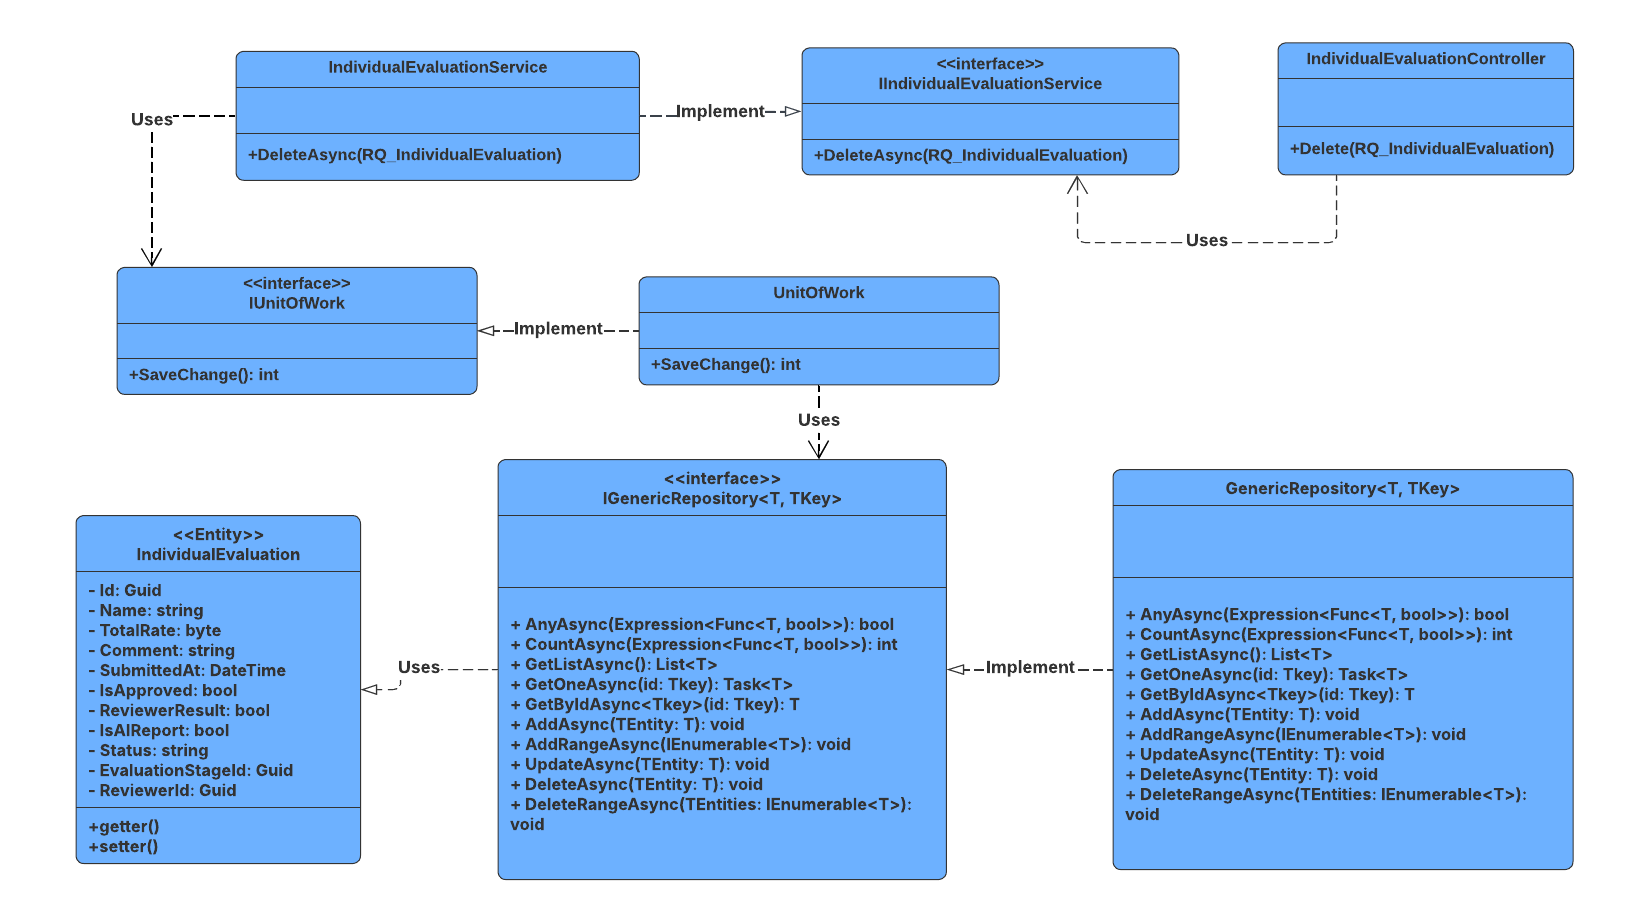 IndividualEvaluationService
+DeleteAsync(RQ_IndividualEvaluation)
Implement
<<interface>>
IIndividualEvaluationService
+DeleteAsync(RQ_IndividualEvaluation)
IndividualEvaluationController
+Delete(RQ_IndividualEvaluation)
Uses
Uses
<<interface>>
IUnitOfWork
+SaveChange(): int
Implement
UnitOfWork
+SaveChange(): int
Uses
<<Entity>>
IndividualEvaluation
- Id: Guid
- Name: string
- TotalRate: byte
- Comment: string
- SubmittedAt: DateTime
- IsApproved: bool
- ReviewerResult: bool
- IsAIReport: bool
- Status: string
- EvaluationStageId: Guid
- ReviewerId: Guid
+getter()
+setter()
Uses
<<interface>>
IGenericRepository<T, TKey>
+ AnyAsync(Expression<Func<T, bool>>): bool
+ CountAsync(Expression<Func<T, bool>>): int
+ GetListAsync(): List<T>
+ GetOneAsync(id: Tkey): Task<T>
+ GetByIdAsync<Tkey>(id: Tkey): T
+ AddAsync(TEntity: T): void
+ AddRangeAsync(IEnumerable<T>): void
+ UpdateAsync(TEntity: T): void
+ DeleteAsync(TEntity: T): void
+ DeleteRangeAsync(TEntities: IEnumerable<T>):
void
Implement
GenericRepository<T, TKey>
+ AnyAsync(Expression<Func<T, bool>>): bool
+ CountAsync(Expression<Func<T, bool>>): int
+ GetListAsync(): List<T>
+ GetOneAsync(id: Tkey): Task<T>
+ GetByIdAsync<Tkey>(id: Tkey): T
+ AddAsync(TEntity: T): void
+ AddRangeAsync(IEnumerable<T>): void
+ UpdateAsync(TEntity: T): void
+ DeleteAsync(TEntity: T): void
+ DeleteRangeAsync(TEntities: IEnumerable<T>):
void